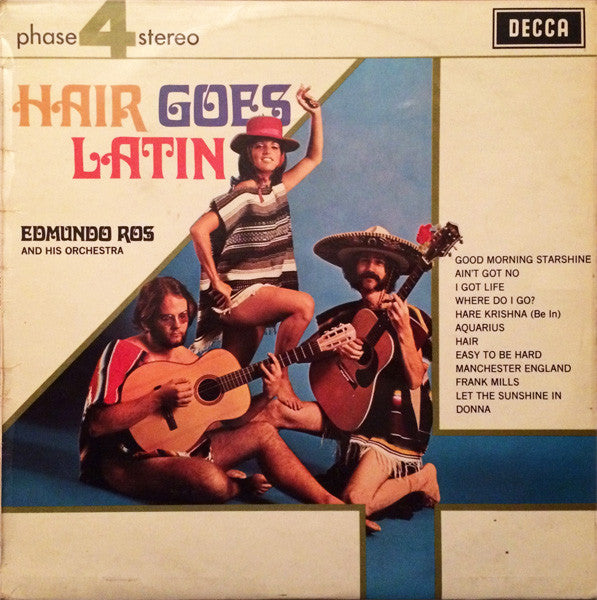 phase 4 stereo
DECCA
HAIR GOES
LATIN
EDMUNDO ROS
AND HIS ORCHESTRA
GOOD MORNING STARSHINE
AIN'T GOT NO
I GOT LIFE
WHERE DO I GO?
HARE KRISHNA (Be In)
AQUARIUS
HAIR
EASY TO BE HARD
MANCHESTER ENGLAND
FRANK MILLS
LET THE SUNSHINE IN
DONNA